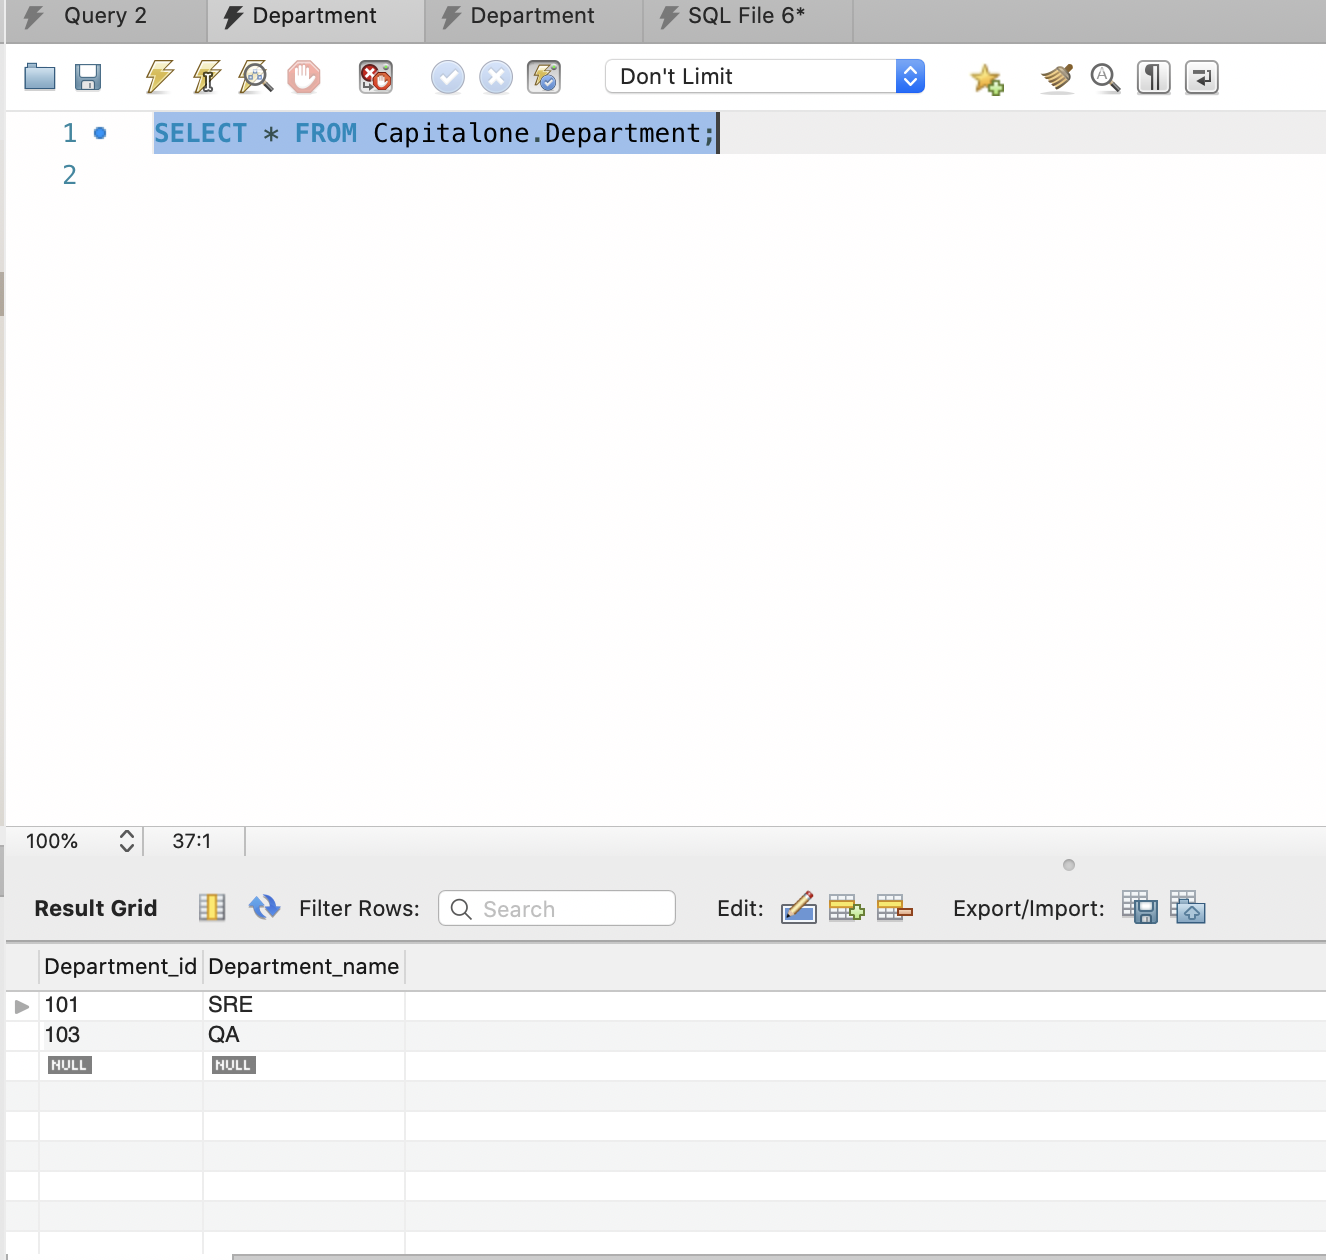 Query 2 Department Department SQL File 6*
Don't Limit
1 SELECT * FROM Capitalone.Department;
2
100% 37:1
Result Grid Filter Rows: Search Edit: Export/Import:
Department_id Department_name
101 SRE
103 QA
NULL NULL